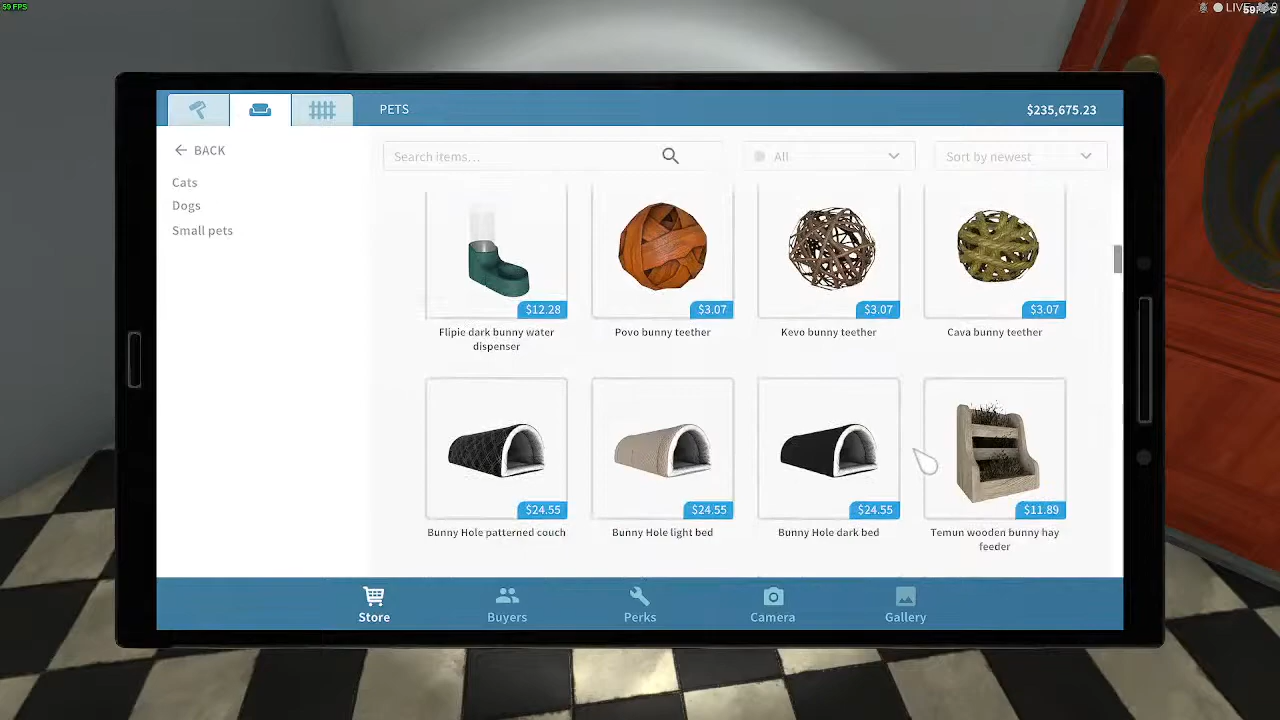 59 FPS
LIVE
PETS
$235,675.23
BACK
Search items...
All
Sort by newest
Cats
Dogs
Small pets
$12.28
$3.07
$3.07
$3.07
Flipie dark bunny water
dispenser
Povo bunny teether
Kevo bunny teether
Cava bunny teether
$24.55
$24.55
$24.55
$11.89
Bunny Hole patterned couch
Bunny Hole light bed
Bunny Hole dark bed
Temun wooden bunny hay
feeder
Store
Buyers
Perks
Camera
Gallery